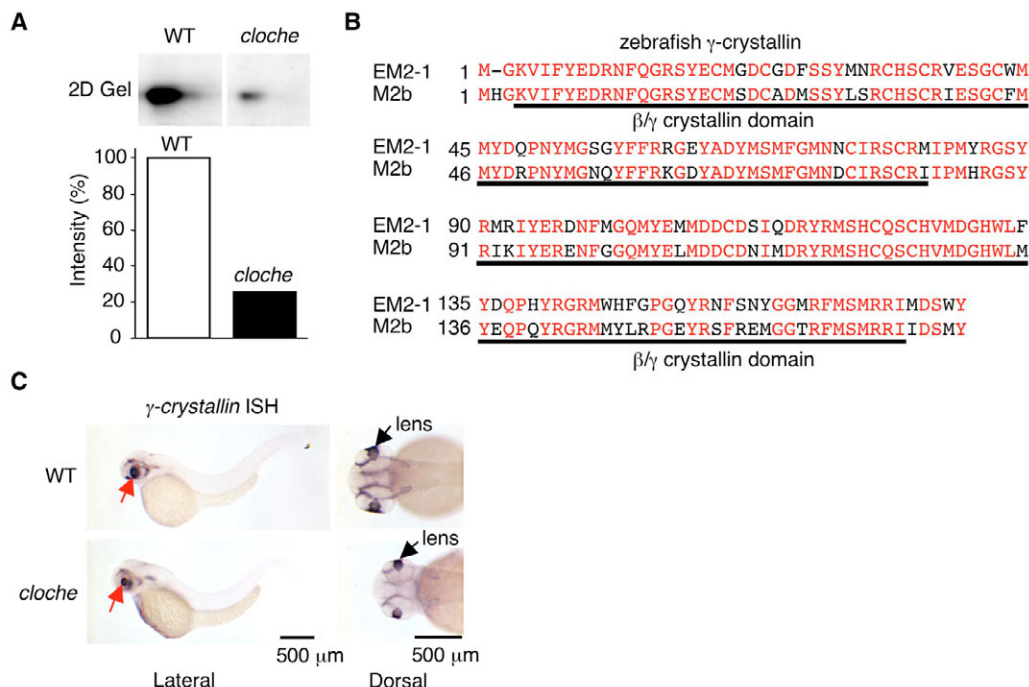 A
WT cloche
2D Gel
WT
100
80
60
40
20
0
Intensity (%)
cloche
B
zebrafish γ-crystallin
EM2-1 1 M-GKVIFYEDRNFQGRSYECMGDCGDFSSYMNRCHSCRVESGCWM
M2b 1 MHGKVIFYEDRNFQGRSYECMSDCADMSSYLSRCHSCRIESGCFM
β/γ crystallin domain
EM2-1 45 MYDQPNYMGSGYFFRRGEYADYMSMFGMNNCIRSCRMIPMYRGSY
M2b 46 MYDRPNYMGNQYFFRKGDYADYMSMFGMNDCIRSCRIIPMHRGSY
EM2-1 90 RMRIYERDNFMGQMYEMMDDCDSIQDRYRMSHCQSCHVMDGHWLF
M2b 91 RIKIYERENFGGQMYELMDDCDNIMDRYRMSHCQSCHVMDGHWLM
EM2-1 135 YDQPHYRGRMWHFGPGQYRNFSNYGGMRFMSMRRIMDSWY
M2b 136 YEQPQYRGRMMYLRPGEYRSFREMGGTRFMSMRRIIDSMY
β/γ crystallin domain
C
γ-crystallin ISH
WT
lens
cloche
lens
500 μm
500 μm
Lateral Dorsal